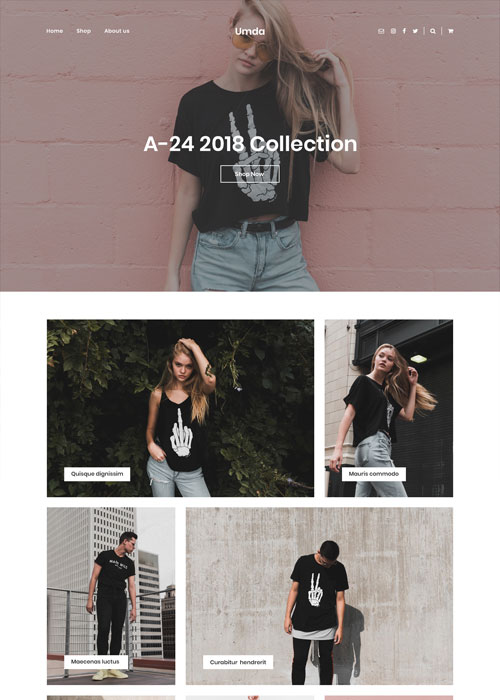 Home Shop About us Umda
A-24 2018 Collection
Shop Now
Quisque dignissim
Mauris commodo
Maecenas luctus
Curabitur hendrerit